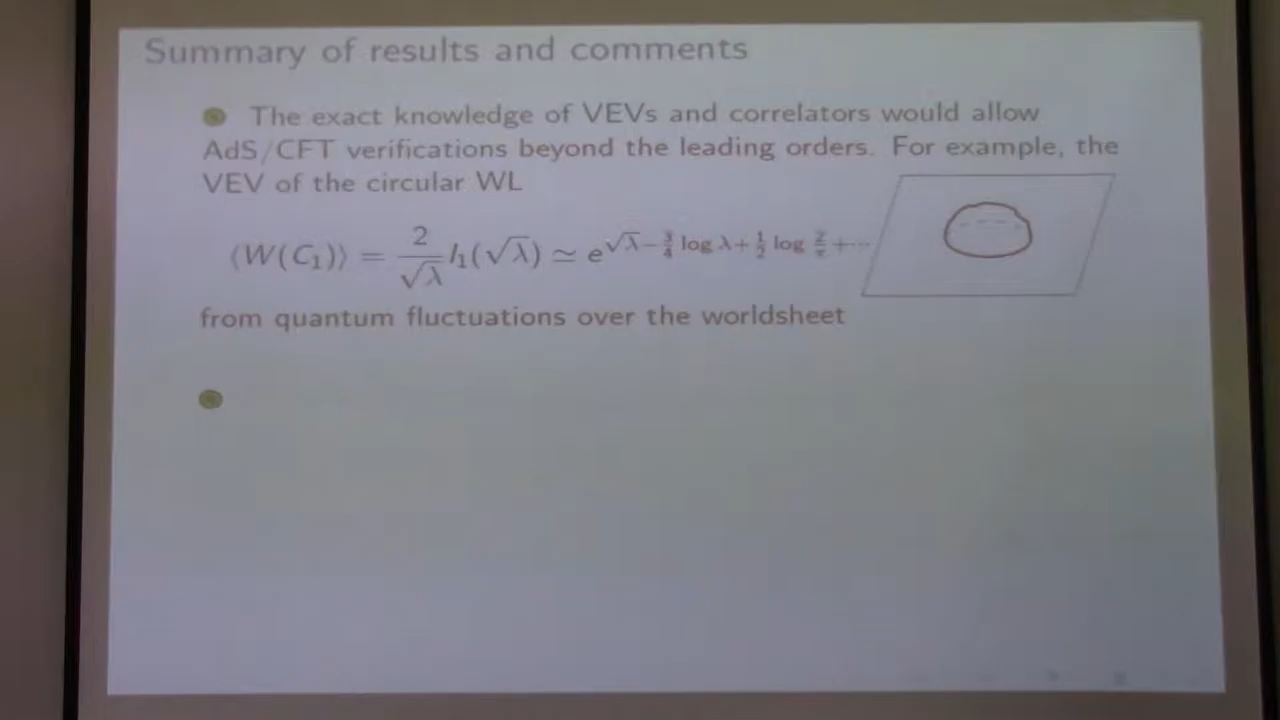 Summary of results and comments
The exact knowledge of VEVs and correlators would allow
AdS/CFT verifications beyond the leading orders. For example, the
VEV of the circular WL
⟨W(C₁)⟩ = 2/√λ I₁(√λ) ≃ e^{√λ − 3/4 log λ + 1/2 log 2/π + ···}
from quantum fluctuations over the worldsheet